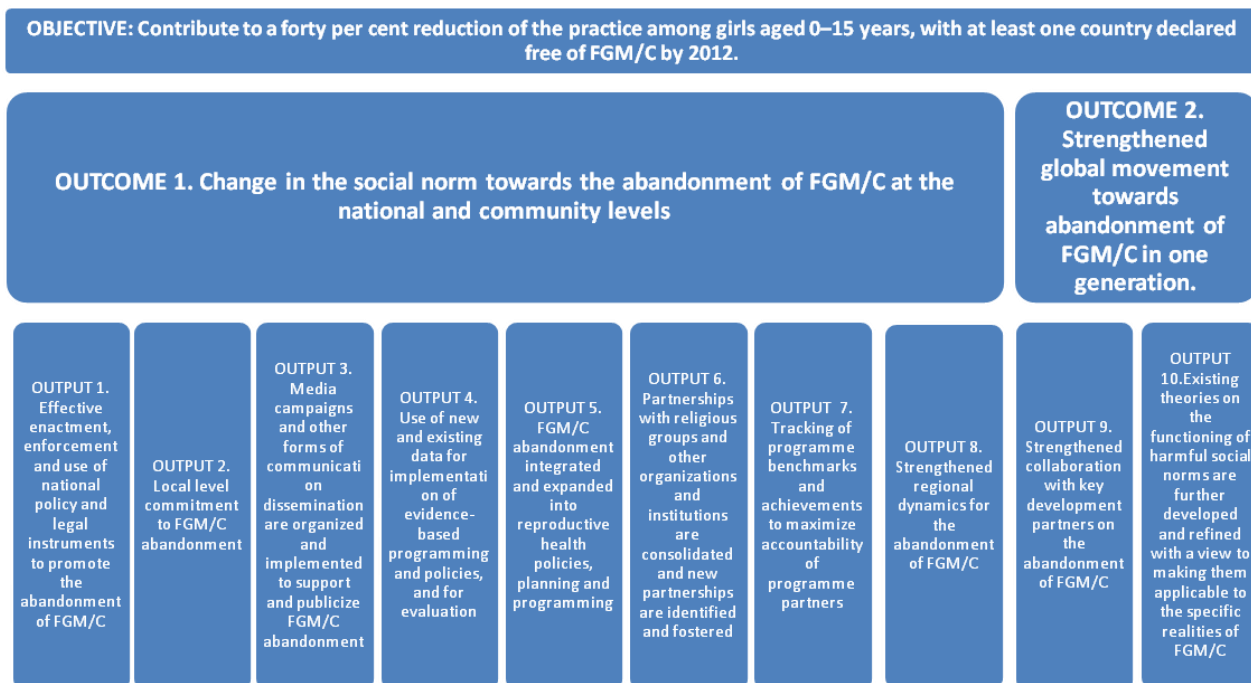 OBJECTIVE: Contribute to a forty per cent reduction of the practice among girls aged 0–15 years, with at least one country declared
free of FGM/C by 2012.
OUTCOME 1. Change in the social norm towards the abandonment of FGM/C at the
national and community levels
OUTCOME 2.
Strengthened
global movement
towards
abandonment of
FGM/C in one
generation.
OUTPUT 1.
Effective
enactment,
enforcement
and use of
national
policy and
legal
instruments
to promote
the
abandonment
of FGM/C
OUTPUT 2.
Local level
commitment
to FGM/C
abandonment
OUTPUT 3.
Media
campaigns
and other
forms of
communicati
on
dissemination
are organized
and
implemented
to support
and publicize
FGM/C
abandonment
OUTPUT 4.
Use of new
and existing
data for
implementati
on of
evidence-
based
programming
and policies,
and for
evaluation
OUTPUT 5.
FGM/C
abandonment
integrated
and expanded
into
reproductive
health
policies,
planning and
programming
OUTPUT 6.
Partnerships
with religious
groups and
other
organizations
and
institutions
are
consolidated
and new
partnerships
are identified
and fostered
OUTPUT 7.
Tracking of
programme
benchmarks
and
achievements
to maximize
accountability
of
programme
partners
OUTPUT 8.
Strengthened
regional
dynamics for
the
abandonment
of FGM/C
OUTPUT 9.
Strengthened
collaboration
with key
development
partners on
the
abandonment
of FGM/C
OUTPUT
10.Existing
theories on
the
functioning of
harmful social
norms are
further
developed
and refined
with a view to
making them
applicable to
the specific
realities of
FGM/C